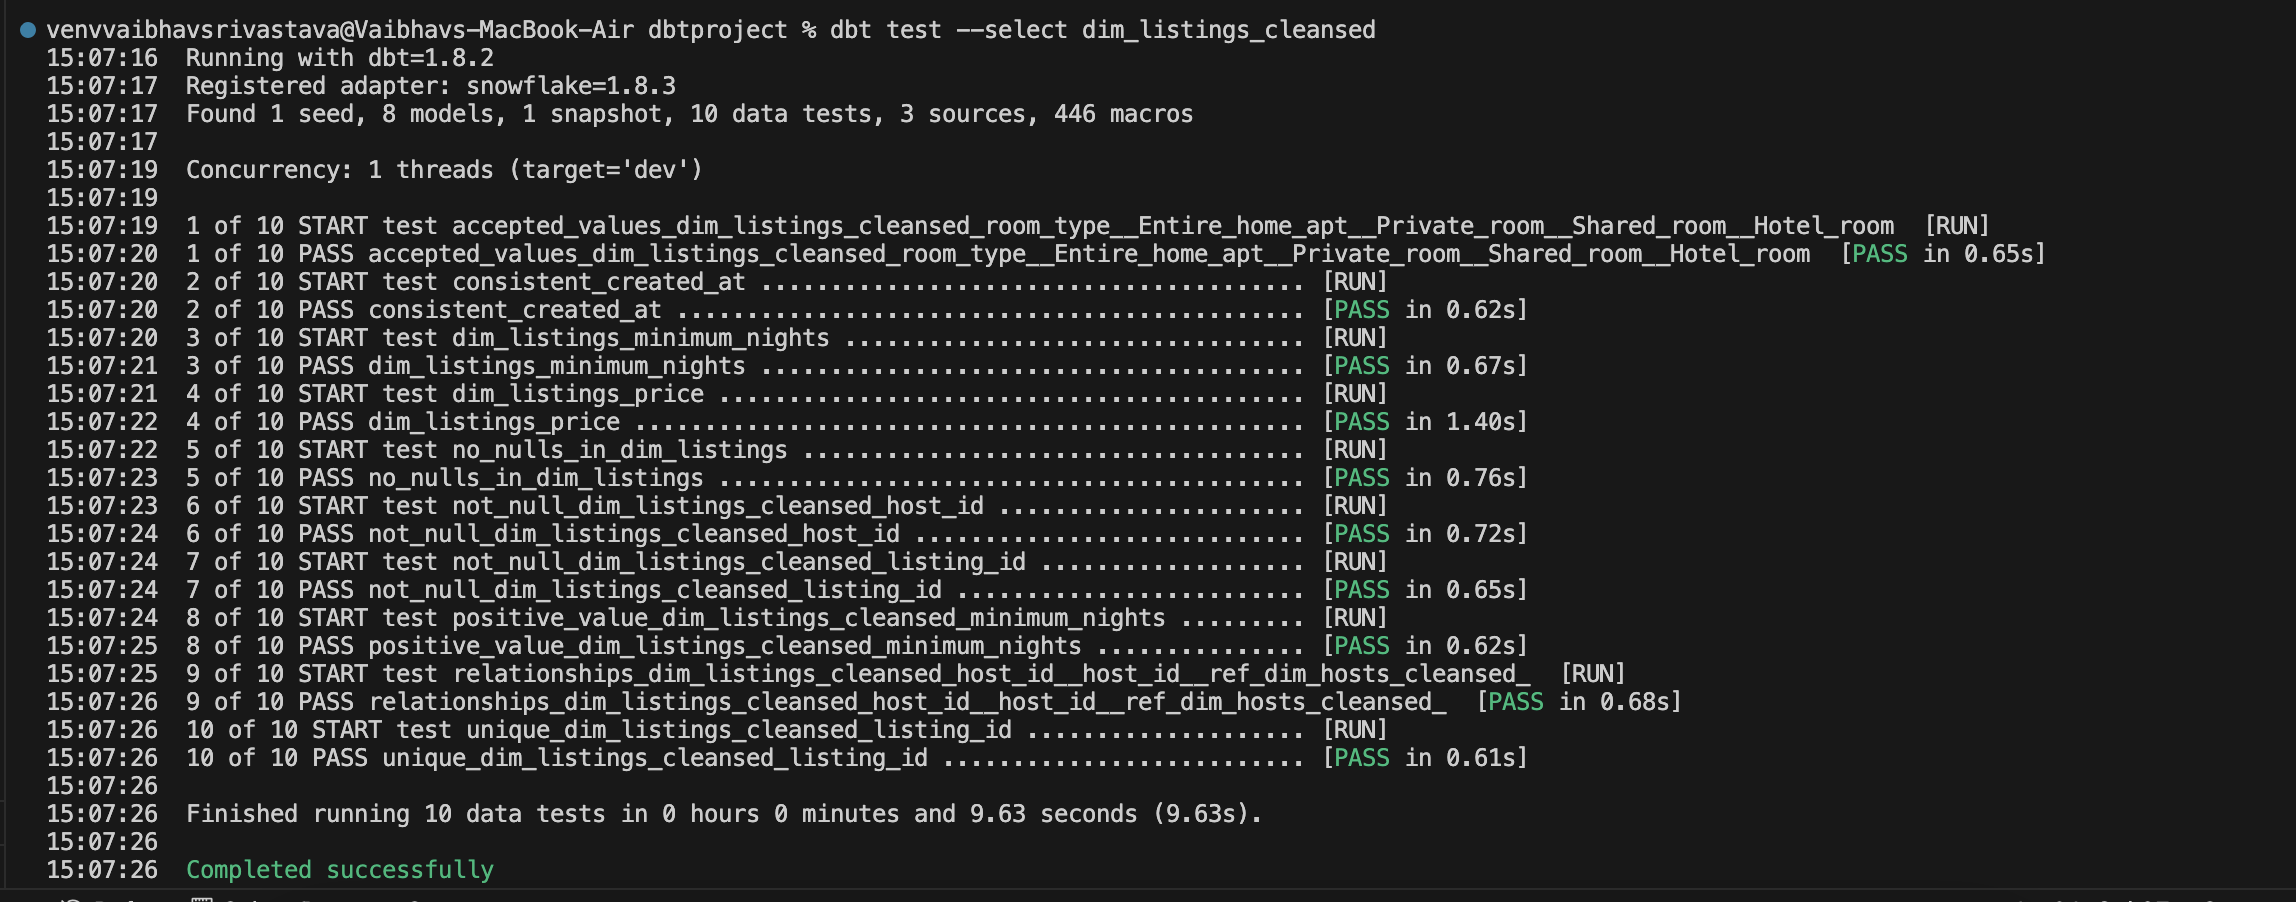 venvvaibhavsrivastava@Vaibhavs-MacBook-Air dbtproject % dbt test --select dim_listings_cleansed
15:07:16  Running with dbt=1.8.2
15:07:17  Registered adapter: snowflake=1.8.3
15:07:17  Found 1 seed, 8 models, 1 snapshot, 10 data tests, 3 sources, 446 macros
15:07:17
15:07:19  Concurrency: 1 threads (target='dev')
15:07:19
15:07:19  1 of 10 START test accepted_values_dim_listings_cleansed_room_type__Entire_home_apt__Private_room__Shared_room__Hotel_room  [RUN]
15:07:20  1 of 10 PASS accepted_values_dim_listings_cleansed_room_type__Entire_home_apt__Private_room__Shared_room__Hotel_room  [PASS in 0.65s]
15:07:20  2 of 10 START test consistent_created_at ....................................... [RUN]
15:07:20  2 of 10 PASS consistent_created_at ............................................. [PASS in 0.62s]
15:07:20  3 of 10 START test dim_listings_minimum_nights ................................. [RUN]
15:07:21  3 of 10 PASS dim_listings_minimum_nights ....................................... [PASS in 0.67s]
15:07:21  4 of 10 START test dim_listings_price .......................................... [RUN]
15:07:22  4 of 10 PASS dim_listings_price ................................................ [PASS in 1.40s]
15:07:22  5 of 10 START test no_nulls_in_dim_listings .................................... [RUN]
15:07:23  5 of 10 PASS no_nulls_in_dim_listings .......................................... [PASS in 0.76s]
15:07:23  6 of 10 START test not_null_dim_listings_cleansed_host_id ...................... [RUN]
15:07:24  6 of 10 PASS not_null_dim_listings_cleansed_host_id ............................ [PASS in 0.72s]
15:07:24  7 of 10 START test not_null_dim_listings_cleansed_listing_id ................... [RUN]
15:07:24  7 of 10 PASS not_null_dim_listings_cleansed_listing_id ......................... [PASS in 0.65s]
15:07:24  8 of 10 START test positive_value_dim_listings_cleansed_minimum_nights ......... [RUN]
15:07:25  8 of 10 PASS positive_value_dim_listings_cleansed_minimum_nights ............... [PASS in 0.62s]
15:07:25  9 of 10 START test relationships_dim_listings_cleansed_host_id__host_id__ref_dim_hosts_cleansed_  [RUN]
15:07:26  9 of 10 PASS relationships_dim_listings_cleansed_host_id__host_id__ref_dim_hosts_cleansed_  [PASS in 0.68s]
15:07:26  10 of 10 START test unique_dim_listings_cleansed_listing_id .................... [RUN]
15:07:26  10 of 10 PASS unique_dim_listings_cleansed_listing_id .......................... [PASS in 0.61s]
15:07:26
15:07:26  Finished running 10 data tests in 0 hours 0 minutes and 9.63 seconds (9.63s).
15:07:26
15:07:26  Completed successfully